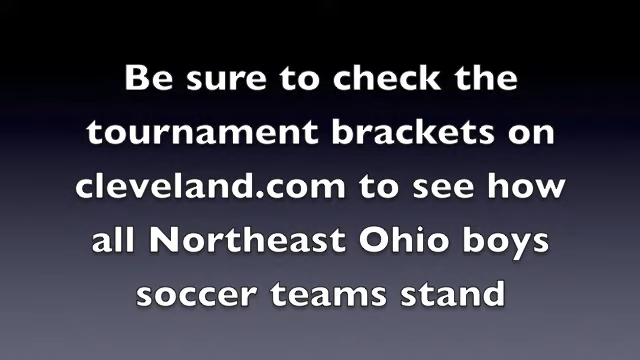 Be sure to check the
tournament brackets on
cleveland.com to see how
all Northeast Ohio boys
soccer teams stand